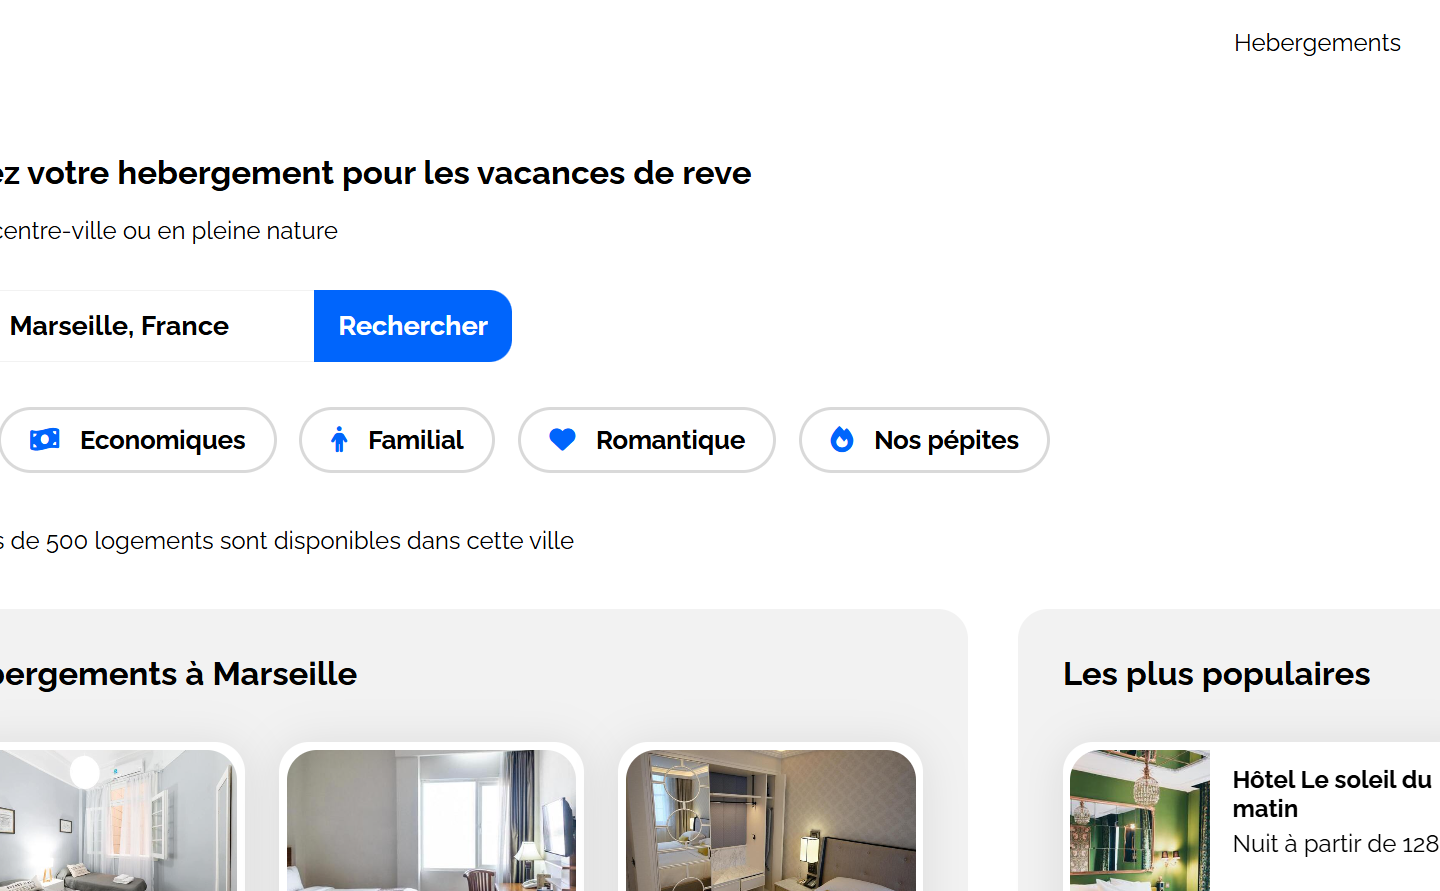 Hebergements
ez votre hebergement pour les vacances de reve
centre-ville ou en pleine nature
Marseille, France
Rechercher
Economiques
Familial
Romantique
Nos pépites
s de 500 logements sont disponibles dans cette ville
bergements à Marseille
Les plus populaires
Hôtel Le soleil du
matin
Nuit à partir de 128